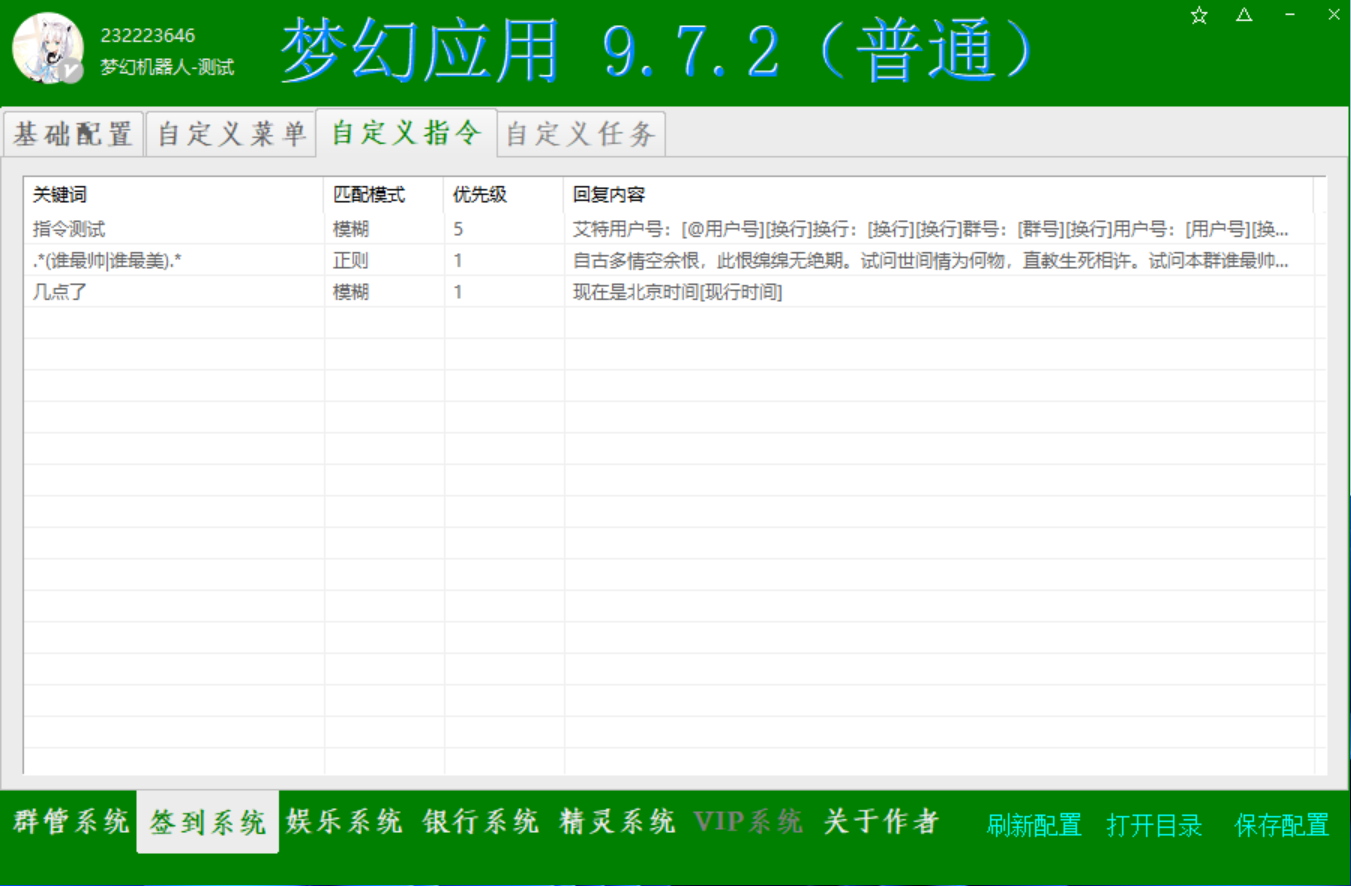 232223646
梦幻机器人-测试
梦幻应用 9.7.2（普通）
基础配置 自定义菜单 自定义指令 自定义任务
关键词 匹配模式 优先级 回复内容
指令测试 模糊 5 艾特用户号：[@用户号][换行]换行：[换行][换行]群号：[群号][换行]用户号：[用户号][换...
.*(谁最帅|谁最美).* 正则 1 自古多情空余恨，此恨绵绵无绝期。试问世间情为何物，直教生死相许。试问本群谁最帅...
几点了 模糊 1 现在是北京时间[现行时间]
群管系统 签到系统 娱乐系统 银行系统 精灵系统 VIP系统 关于作者 刷新配置 打开目录 保存配置